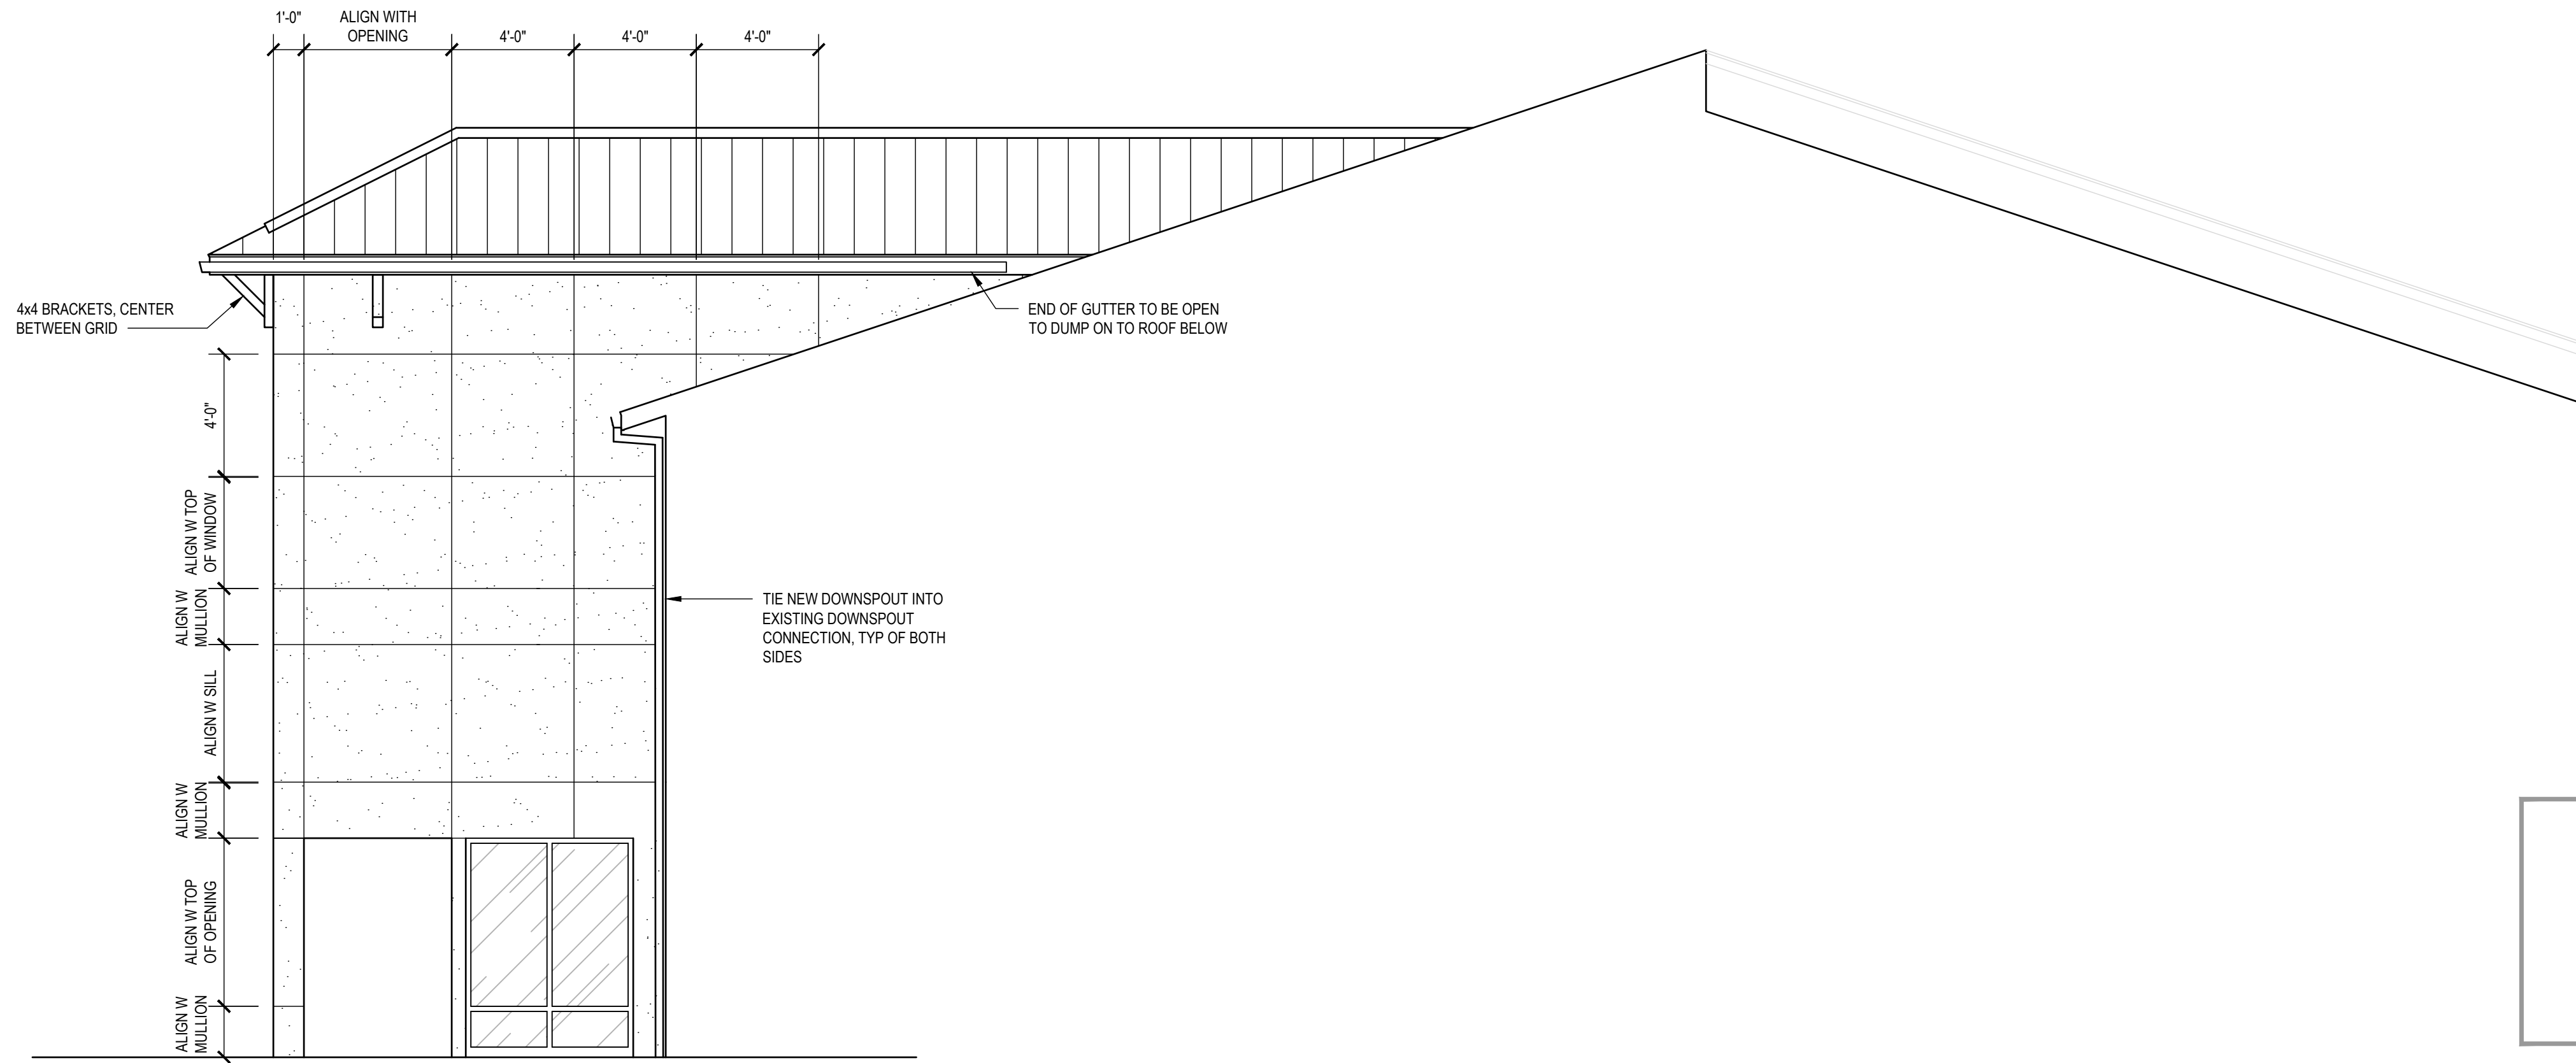 1'-0"
ALIGN WITH
OPENING
4'-0"
4'-0"
4'-0"
4x4 BRACKETS, CENTER
BETWEEN GRID
END OF GUTTER TO BE OPEN
TO DUMP ON TO ROOF BELOW
4'-0"
ALIGN W TOP
OF WINDOW
ALIGN W
MULLION
TIE NEW DOWNSPOUT INTO
EXISTING DOWNSPOUT
CONNECTION, TYP OF BOTH
SIDES
ALIGN W SILL
ALIGN W
MULLION
ALIGN W TOP
OF OPENING
ALIGN W
MULLION